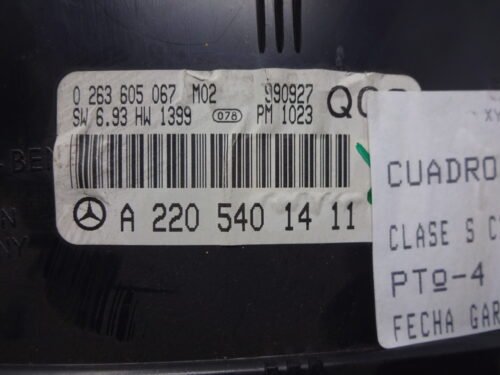 0 263 605 067 M02 990927
SW 6.93 HW 1399 078 PM 1023
A 220 540 14 11
CUADRO
CLASE S C
PTº-4
FECHA GAR